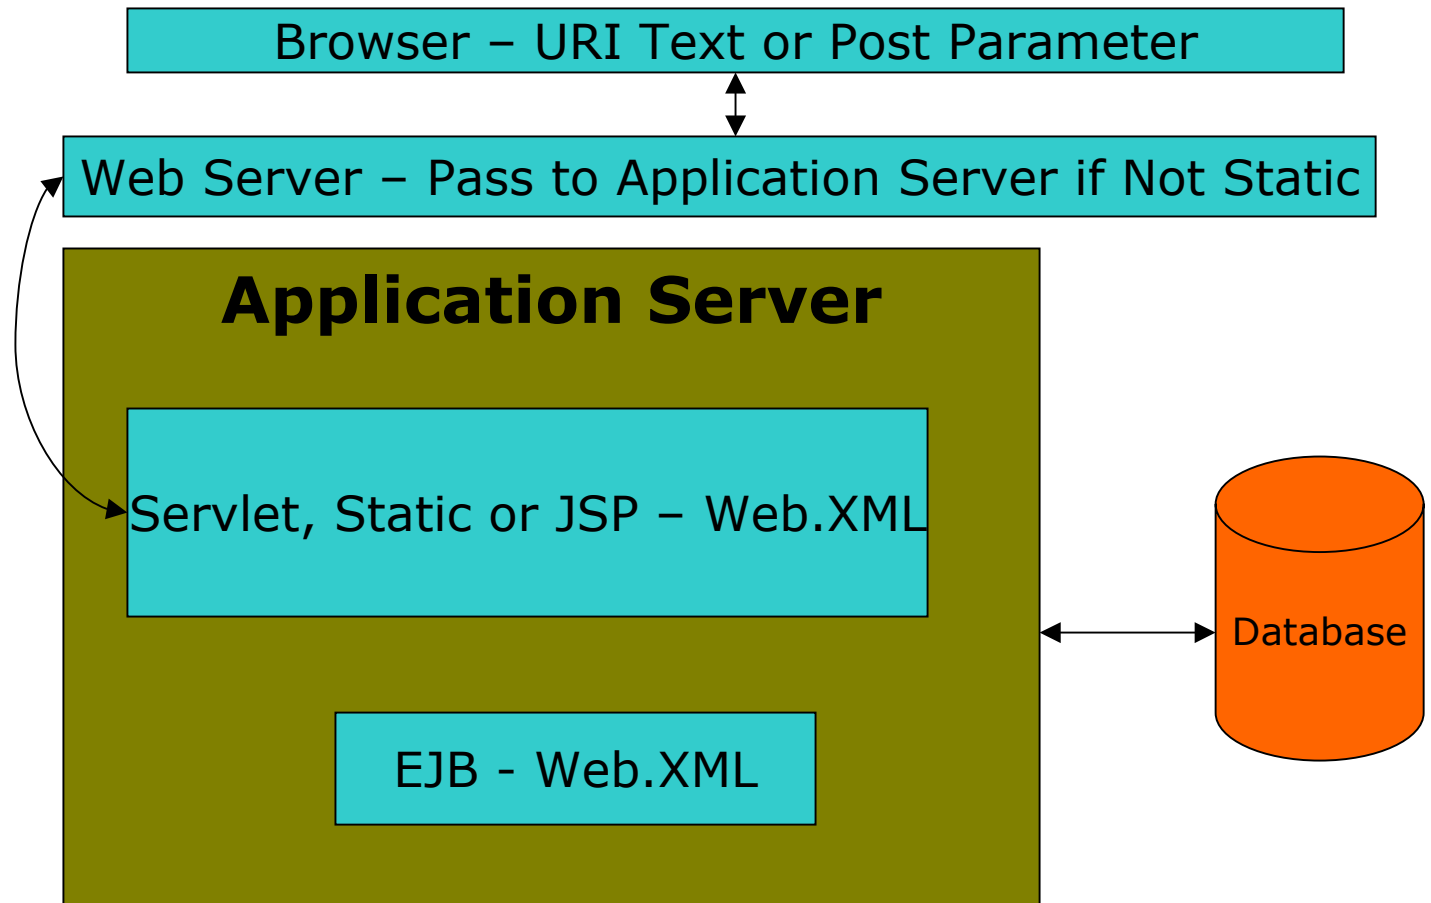 Browser – URI Text or Post Parameter
Web Server – Pass to Application Server if Not Static
Application Server
Servlet, Static or JSP – Web.XML
Database
EJB - Web.XML